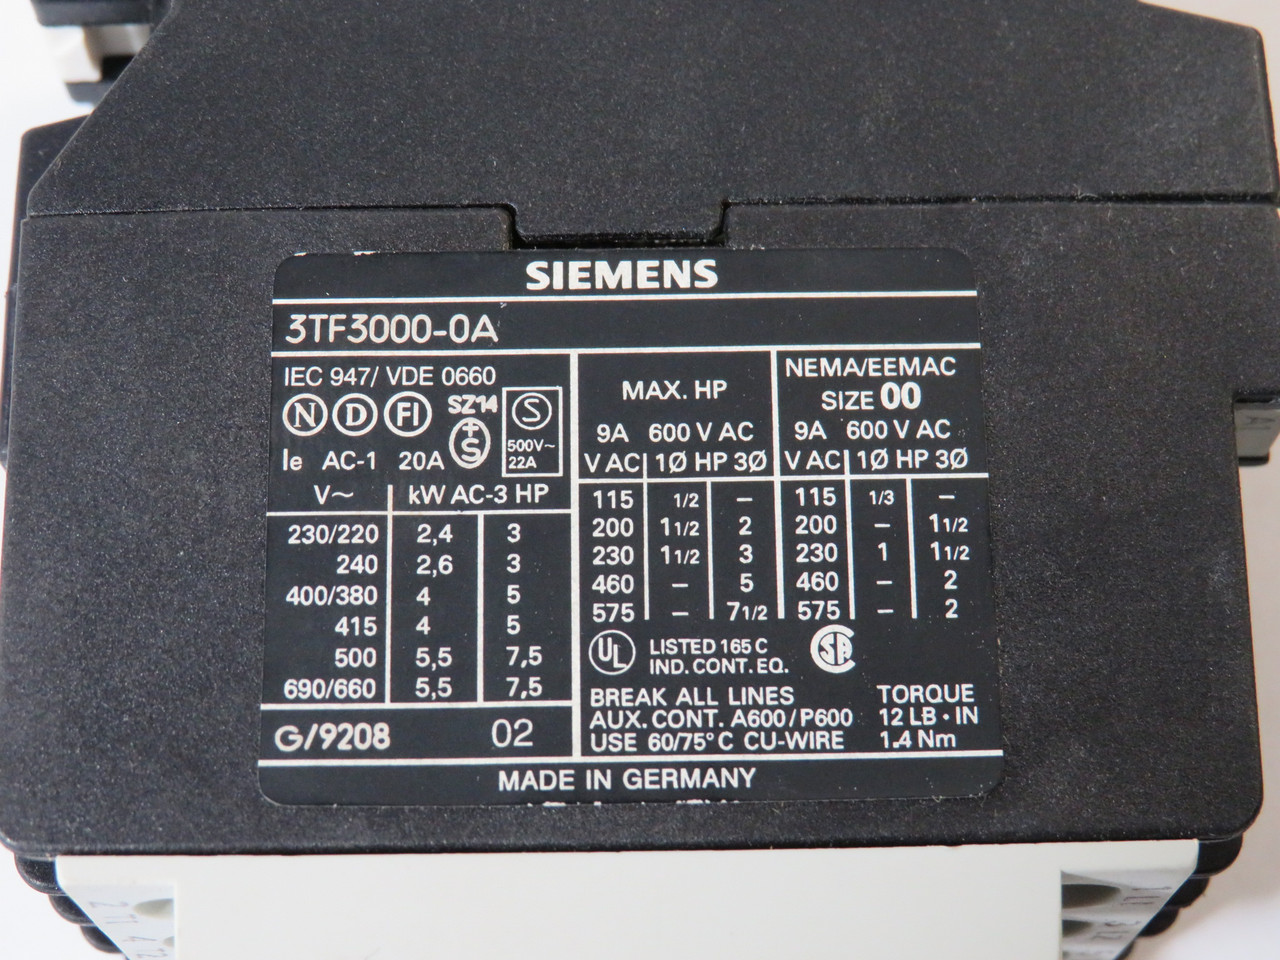 SIEMENS
3TF3000-0A
IEC 947/ VDE 0660
N D FI SZ14 S
+S
500V~
22A
Ie AC-1 20A
V~ kW AC-3 HP
230/220 2,4 3
240 2,6 3
400/380 4 5
415 4 5
500 5,5 7,5
690/660 5,5 7,5
G/9208 02
MAX. HP
9A 600 V AC
V AC 1Ø HP 3Ø
115 1/2 –
200 1 1/2 2
230 1 1/2 3
460 – 5
575 – 7 1/2
NEMA/EEMAC
SIZE 00
9A 600 V AC
V AC 1Ø HP 3Ø
115 1/3 –
200 – 1 1/2
230 1 1 1/2
460 – 2
575 – 2
UL LISTED 165 C
IND. CONT. EQ.
SA
BREAK ALL LINES
AUX. CONT. A600/P600
USE 60/75°C CU-WIRE
TORQUE
12 LB·IN
1.4 Nm
MADE IN GERMANY